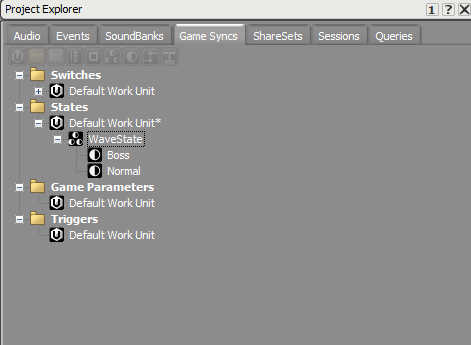 Project Explorer
Audio Events SoundBanks Game Syncs ShareSets Sessions Queries
Switches
Default Work Unit
States
Default Work Unit*
WaveState
Boss
Normal
Game Parameters
Default Work Unit
Triggers
Default Work Unit